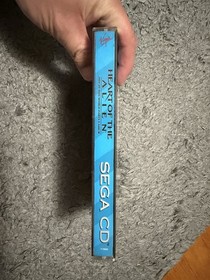 HEART OF THE
ALIEN
SEGA CD